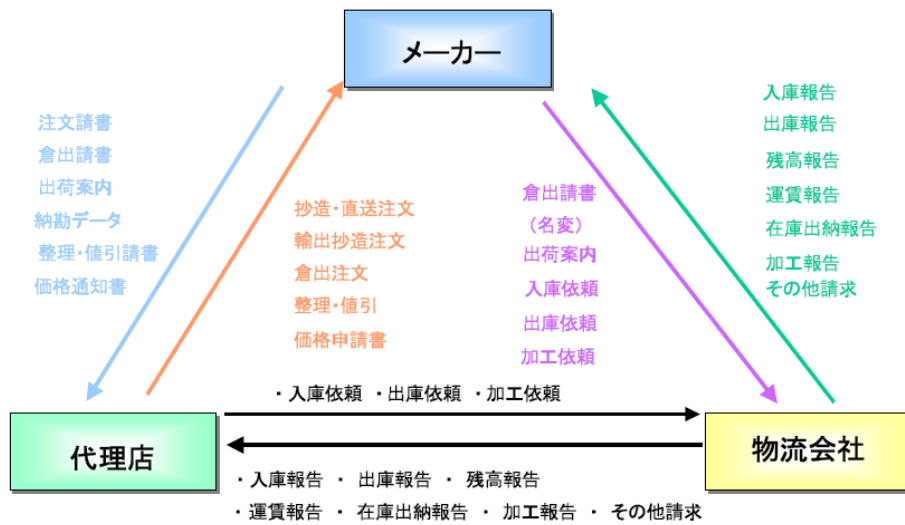 メーカー
注文請書
倉出請書
出荷案内
納勘データ
整理・値引請書
価格通知書
抄造・直送注文
輸出抄造注文
倉出注文
整理・値引
価格申請書
倉出請書
（名変）
出荷案内
入庫依頼
出庫依頼
加工依頼
入庫報告
出庫報告
残高報告
運賃報告
在庫出納報告
加工報告
その他請求
・入庫依頼 ・出庫依頼 ・加工依頼
代理店
物流会社
・入庫報告 ・ 出庫報告 ・ 残高報告
・運賃報告 ・ 在庫出納報告 ・ 加工報告 ・ その他請求